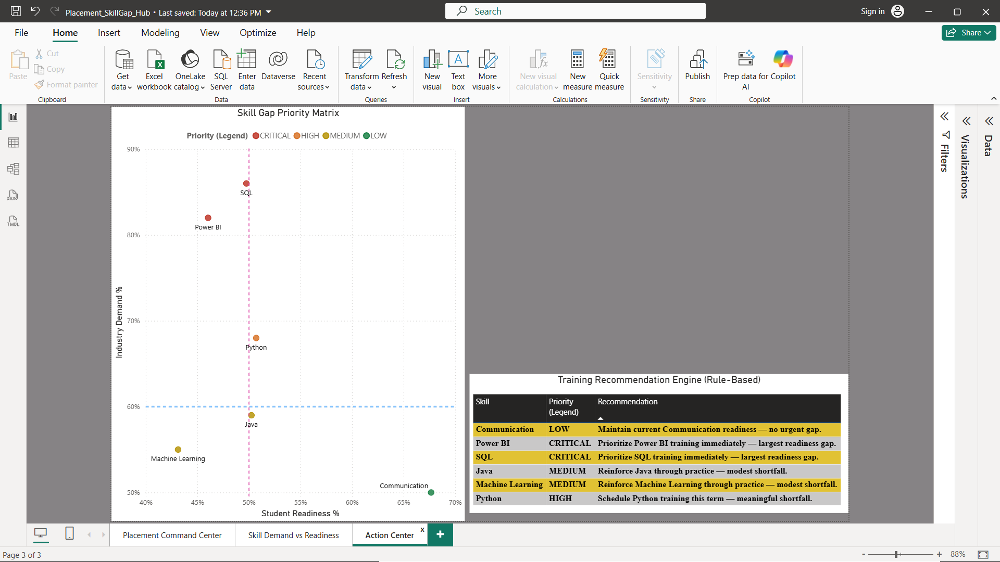 Placement_SkillGap_Hub • Last saved: Today at 12:36 PM
Search
Sign in
File
Home
Insert
Modeling
View
Optimize
Help
Share
Paste
Cut
Copy
Format painter
Clipboard
Get data
Excel workbook
OneLake catalog
SQL Server
Enter data
Dataverse
Recent sources
Data
Transform data
Refresh
Queries
New visual
Text box
More visuals
Insert
New visual calculation
New measure
Quick measure
Calculations
Sensitivity
Sensitivity
Publish
Share
Prep data for AI
Copilot
Copilot
DAX
TMDL
Skill Gap Priority Matrix
Priority (Legend) CRITICAL HIGH MEDIUM LOW
90%
80%
70%
60%
50%
Industry Demand %
SQL
Power BI
Python
Java
Machine Learning
Communication
40% 45% 50% 55% 60% 65% 70%
Student Readiness %
Training Recommendation Engine (Rule-Based)
Skill Priority (Legend) Recommendation
Communication LOW Maintain current Communication readiness — no urgent gap.
Power BI CRITICAL Prioritize Power BI training immediately — largest readiness gap.
SQL CRITICAL Prioritize SQL training immediately — largest readiness gap.
Java MEDIUM Reinforce Java through practice — modest shortfall.
Machine Learning MEDIUM Reinforce Machine Learning through practice — modest shortfall.
Python HIGH Schedule Python training this term — meaningful shortfall.
Filters
Visualizations
Data
Placement Command Center
Skill Demand vs Readiness
Action Center
x
+
Page 3 of 3
- + 88%